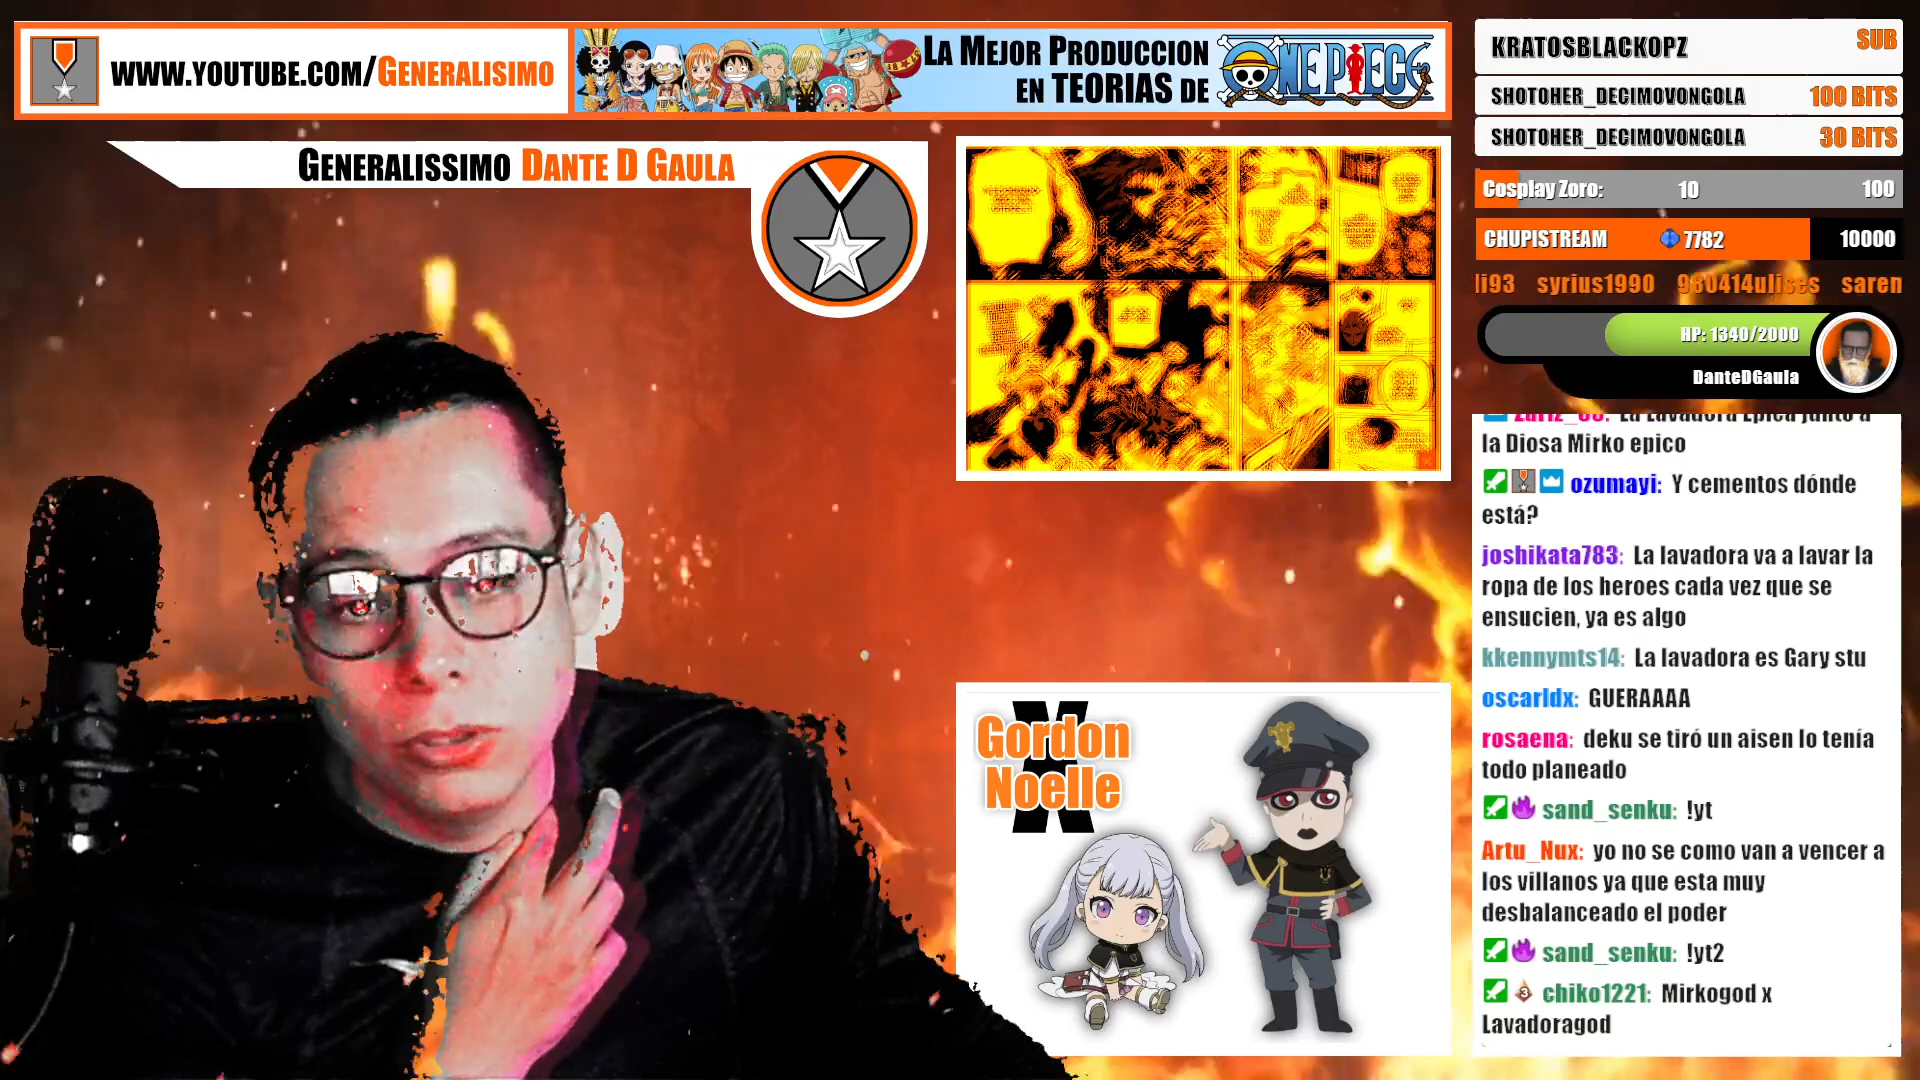 WWW.YOUTUBE.COM/GENERALISIMO
LA MEJOR PRODUCCION
EN TEORIAS DE
ONE PIECE
GENERALISSIMO DANTE D GAULA
KRATOSBLACKOPZ SUB
SHOTOHER_DECIMOVONGOLA 100 BITS
SHOTOHER_DECIMOVONGOLA 30 BITS
Cosplay Zoro: 10 100
CHUPISTREAM 7782 10000
li93 syrius1990 980414ulises saren
HP: 1340/2000
DanteDGaula
la Diosa Mirko epico
ozumayi: Y cementos dónde
está?
joshikata783: La lavadora va a lavar la
ropa de los heroes cada vez que se
ensucien, ya es algo
kkennymts14: La lavadora es Gary stu
oscarldx: GUERAAAA
rosaena: deku se tiró un aisen lo tenía
todo planeado
sand_senku: !yt
Artu_Nux: yo no se como van a vencer a
los villanos ya que esta muy
desbalanceado el poder
sand_senku: !yt2
3 chiko1221: Mirkogod x
Lavadoragod
X
Gordon
Noelle